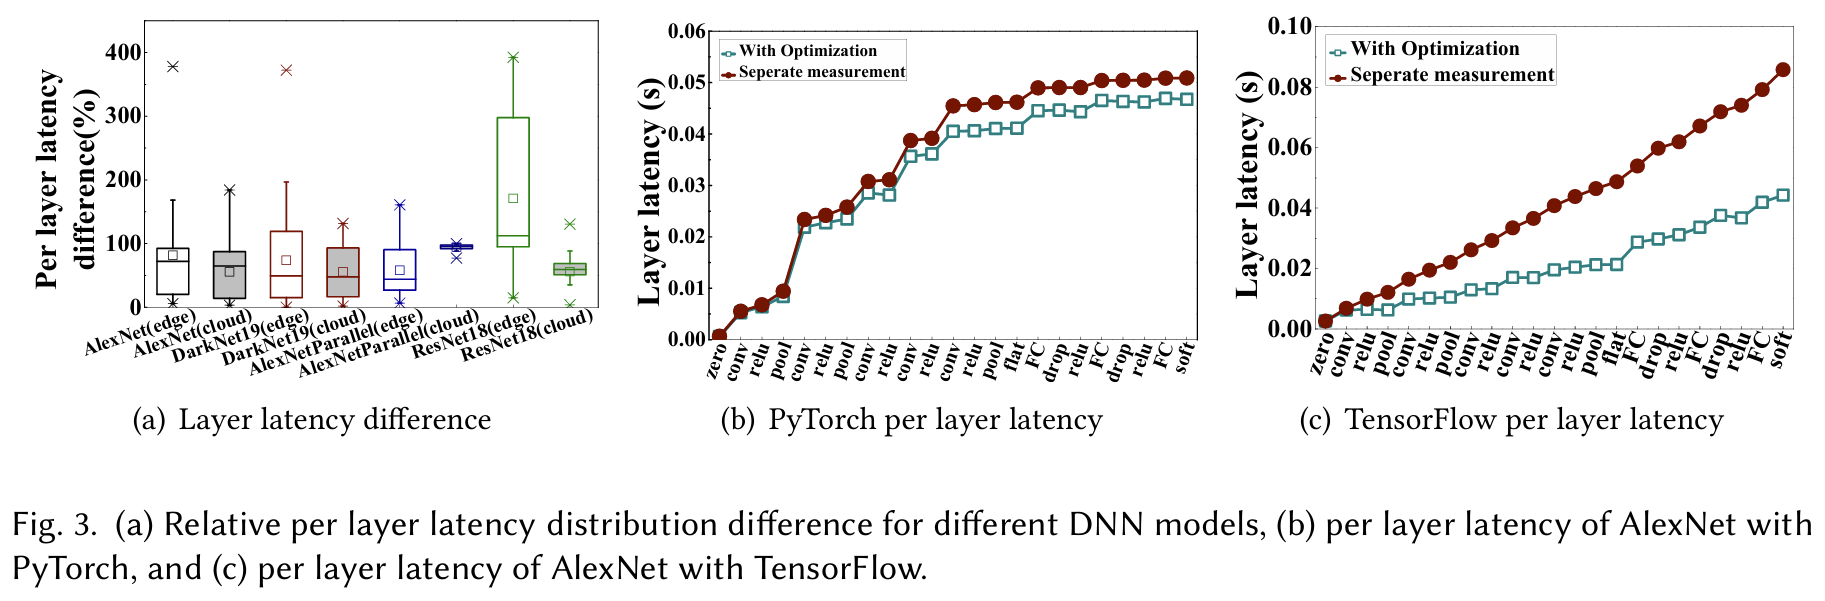 Per layer latency
difference(%)
400
300
200
100
0
AlexNet(edge)
AlexNet(cloud)
DarkNet19(edge)
DarkNet19(cloud)
AlexNetParallel(edge)
AlexNetParallel(cloud)
ResNet18(edge)
ResNet18(cloud)
(a) Layer latency difference
Layer latency (s)
0.06
0.05
0.04
0.03
0.02
0.01
0.00
With Optimization
Seperate measurement
zero
conv
relu
pool
conv
relu
pool
conv
relu
conv
relu
conv
relu
pool
flat
FC
drop
relu
FC
drop
relu
FC
soft
(b) PyTorch per layer latency
Layer latency (s)
0.10
0.08
0.06
0.04
0.02
0.00
With Optimization
Seperate measurement
zero
conv
relu
pool
conv
relu
pool
conv
relu
conv
relu
conv
relu
pool
flat
FC
drop
relu
FC
drop
relu
FC
soft
(c) TensorFlow per layer latency
Fig. 3. (a) Relative per layer latency distribution difference for different DNN models, (b) per layer latency of AlexNet with
PyTorch, and (c) per layer latency of AlexNet with TensorFlow.